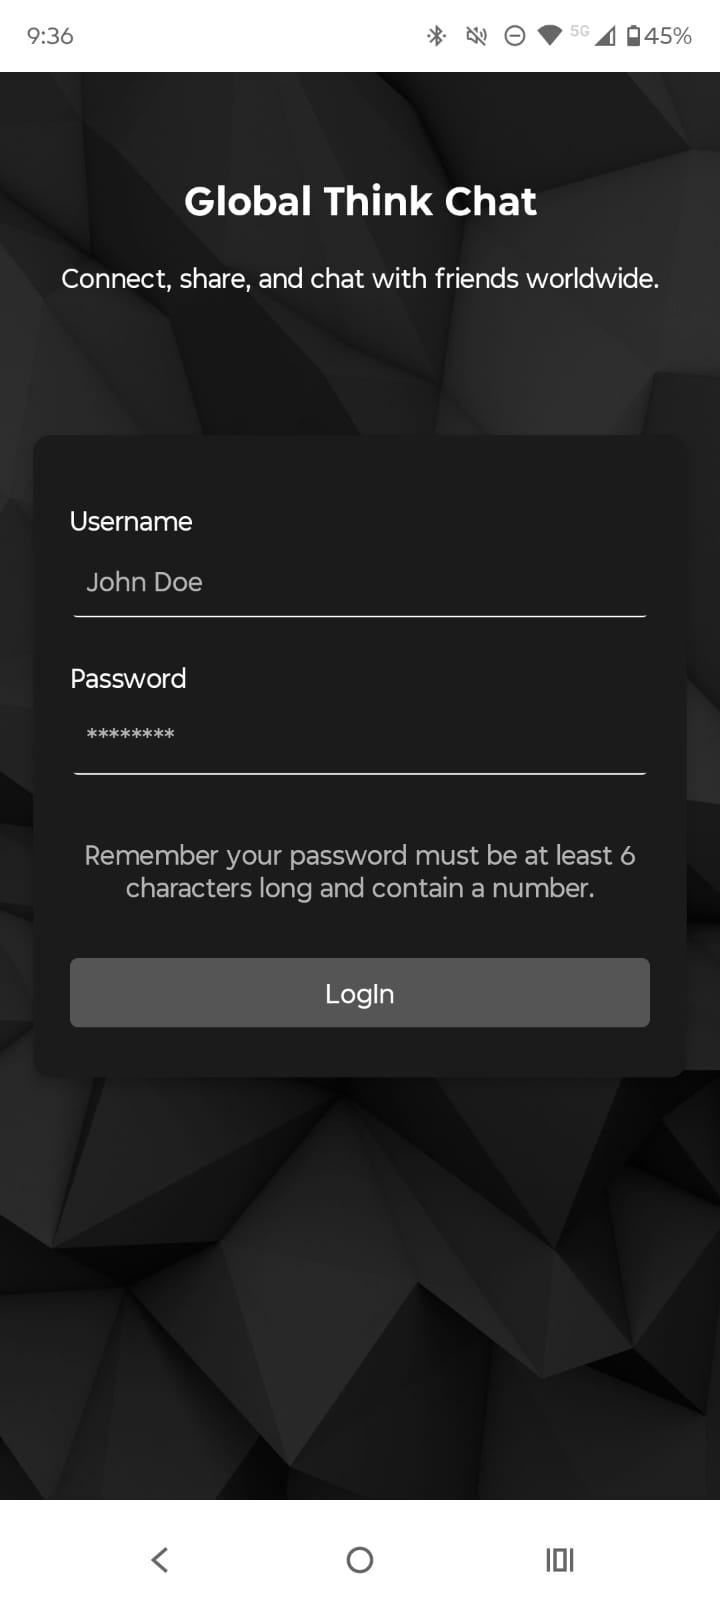 9:36
5G
45%
Global Think Chat
Connect, share, and chat with friends worldwide.
Username
John Doe
Password
********
Remember your password must be at least 6
characters long and contain a number.
LogIn